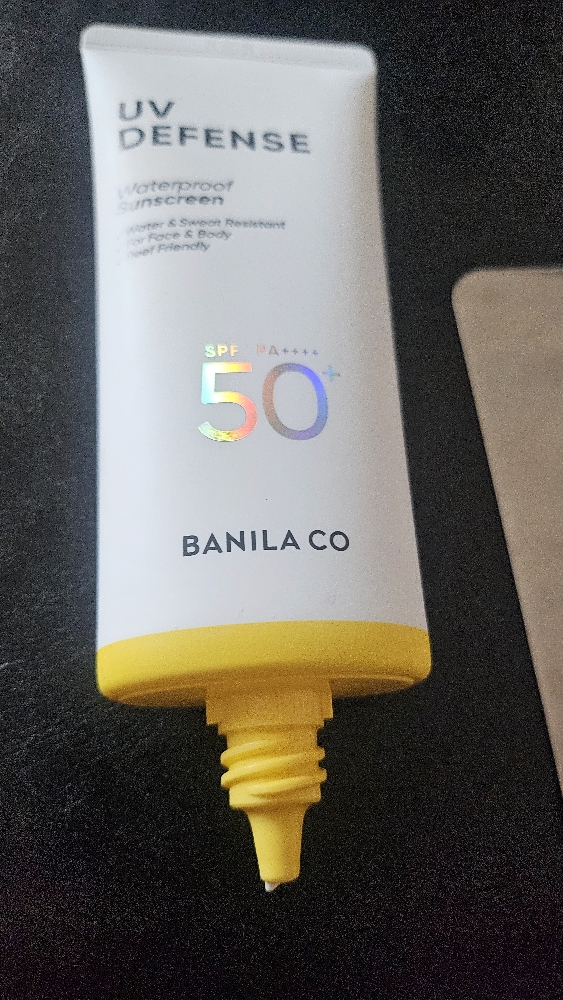 UV
DEFENSE
Waterproof
Sunscreen
Water & Sweat Resistant
For Face & Body
Reef Friendly
SPF PA++++
50+
BANILA CO